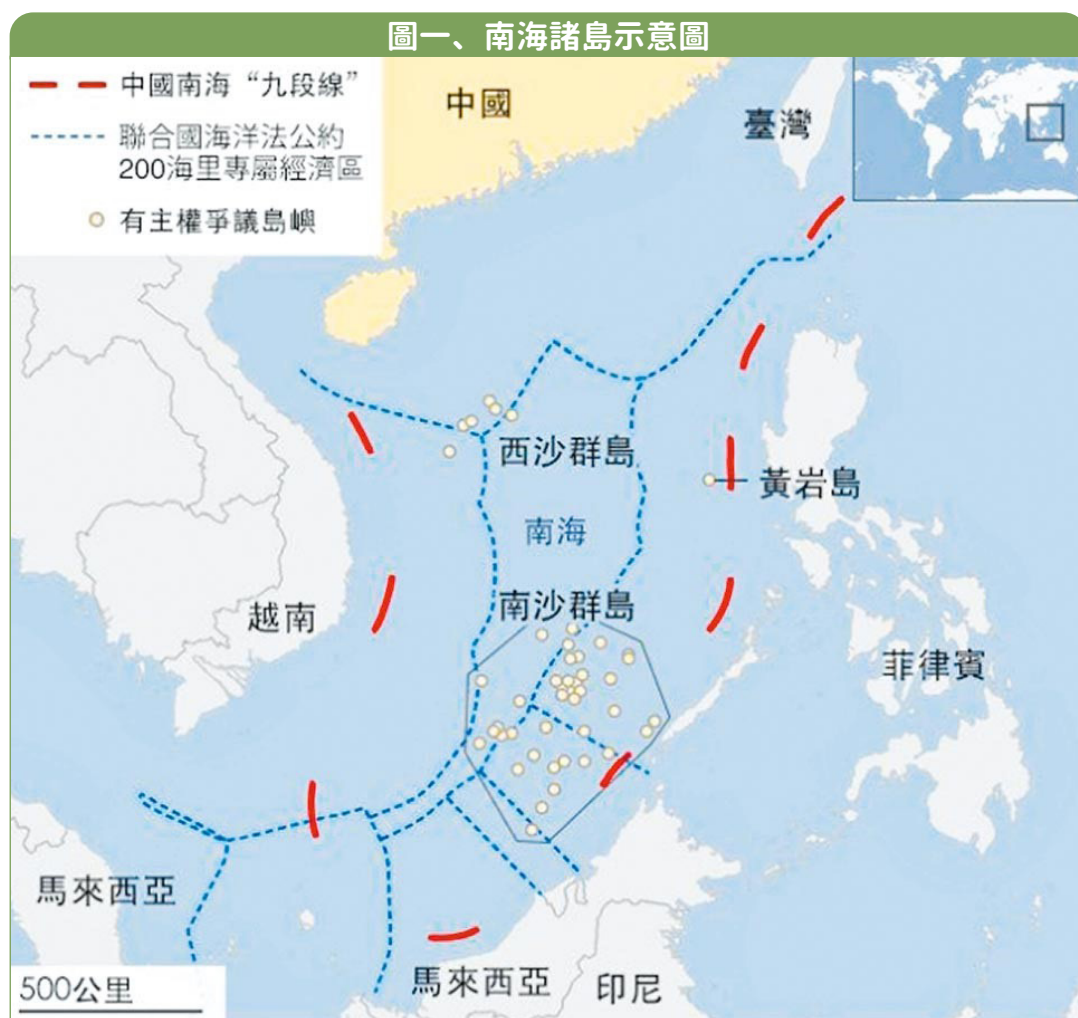 圖一、南海諸島示意圖
中國南海“九段線”
聯合國海洋法公約
200海里專屬經濟區
有主權爭議島嶼
中國
臺灣
西沙群島
黃岩島
南海
南沙群島
越南
菲律賓
馬來西亞
馬來西亞
印尼
500公里